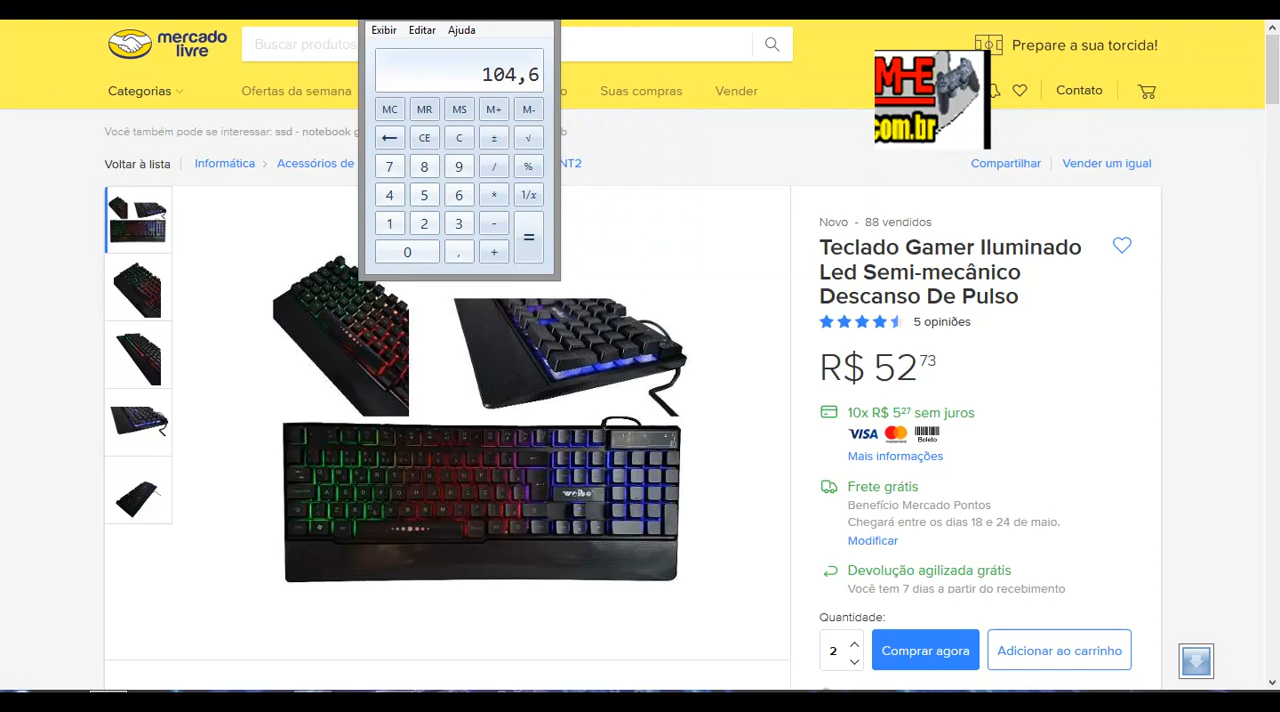 mercado
livre
Buscar produtos
Prepare a sua torcida!
Categorias
Ofertas da semana
Suas compras
Vender
Contato
Exibir Editar Ajuda
104,6
MC MR MS M+ M-
← CE C ± √
7 8 9 / %
4 5 6 * 1/x
1 2 3 - =
0 , +
M-E
.com.br
Você também pode se interessar: ssd - notebook
Voltar à lista
Informática
Acessórios de
NT2
Compartilhar
Vender um igual
Novo - 88 vendidos
Teclado Gamer Iluminado
Led Semi-mecânico
Descanso De Pulso
5 opiniões
R$ 52 73
10x R$ 5 27 sem juros
VISA mastercard Boleto
Mais informações
Frete grátis
Benefício Mercado Pontos
Chegará entre os dias 18 e 24 de maio.
Modificar
Devolução agilizada grátis
Você tem 7 dias a partir do recebimento
Quantidade:
2
Comprar agora
Adicionar ao carrinho
weibo